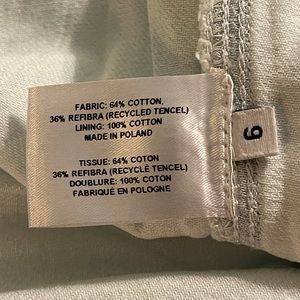 FABRIC: 64% COTTON,
36% REFIBRA (RECYCLED TENCEL)
LINING: 100% COTTON
MADE IN POLAND
TISSUE: 64% COTON
36% REFIBRA (RECYCLÉ TENCEL)
DOUBLURE: 100% COTON
FABRIQUÉ EN POLOGNE
6